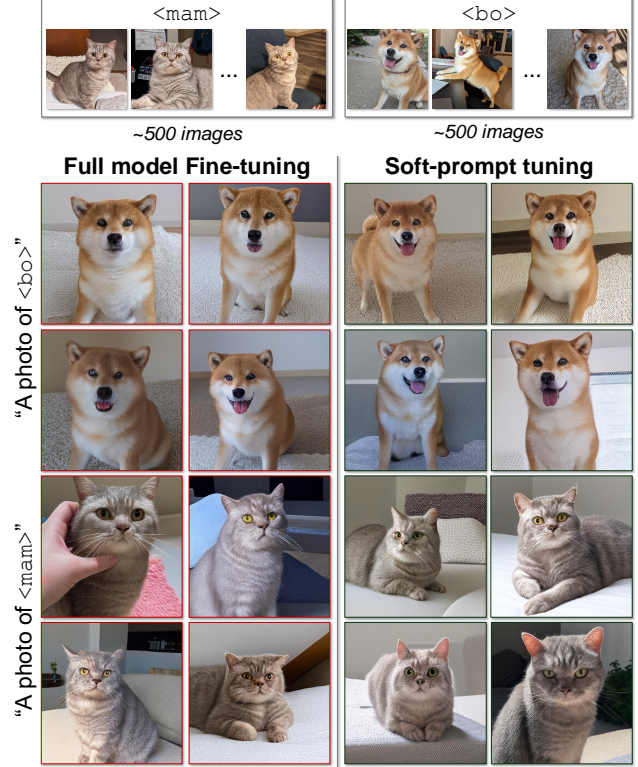 <mam>
<bo>
...
...
~500 images
~500 images
Full model Fine-tuning
Soft-prompt tuning
“A photo of <bo>”
“A photo of <mam>”